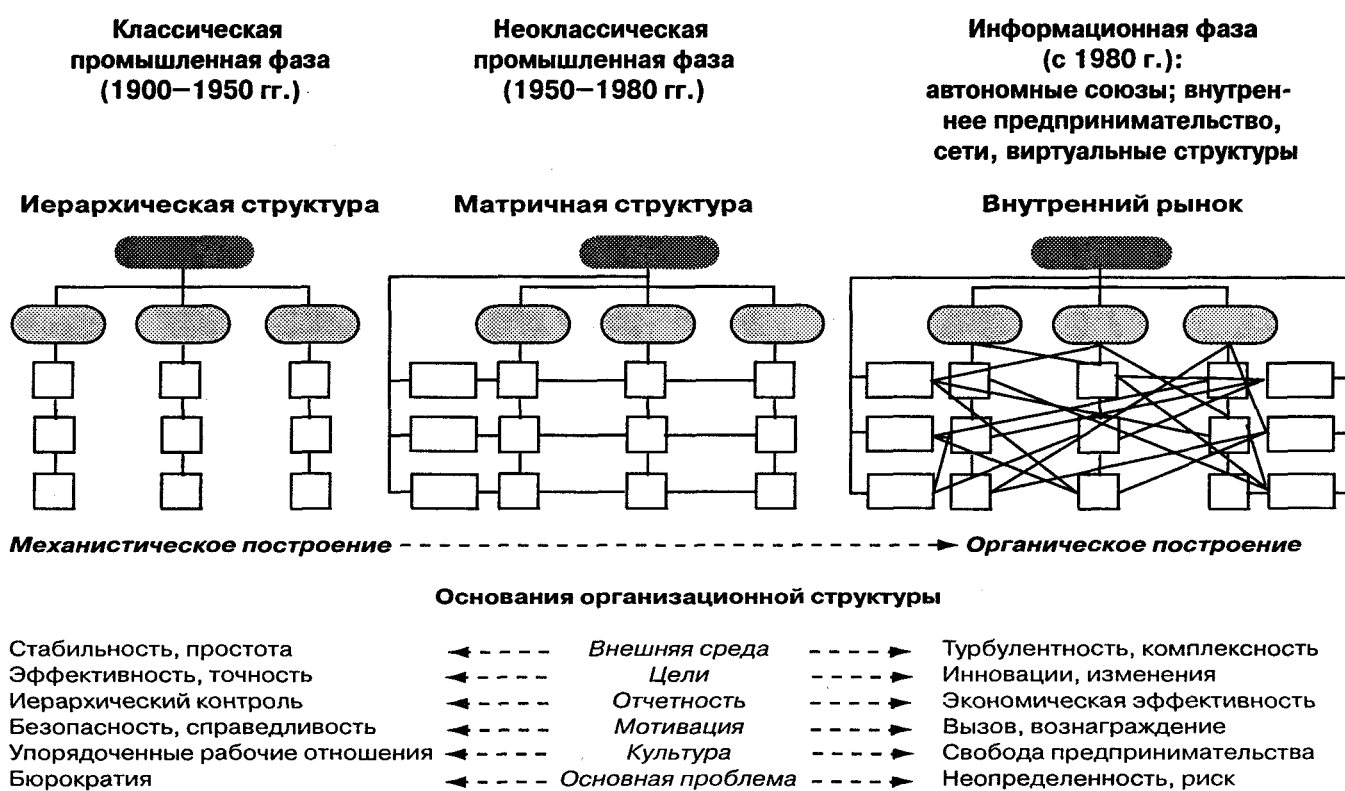 Классическая
промышленная фаза
(1900—1950 гг.)
Неоклассическая
промышленная фаза
(1950—1980 гг.)
Информационная фаза
(с 1980 г.):
автономные союзы; внутрен-
нее предпринимательство,
сети, виртуальные структуры
Иерархическая структура
Матричная структура
Внутренний рынок
Механистическое построение
Органическое построение
Основания организационной структуры
Стабильность, простота Внешняя среда Турбулентность, комплексность
Эффективность, точность Цели Инновации, изменения
Иерархический контроль Отчетность Экономическая эффективность
Безопасность, справедливость Мотивация Вызов, вознаграждение
Упорядоченные рабочие отношения Культура Свобода предпринимательства
Бюрократия Основная проблема Неопределенность, риск